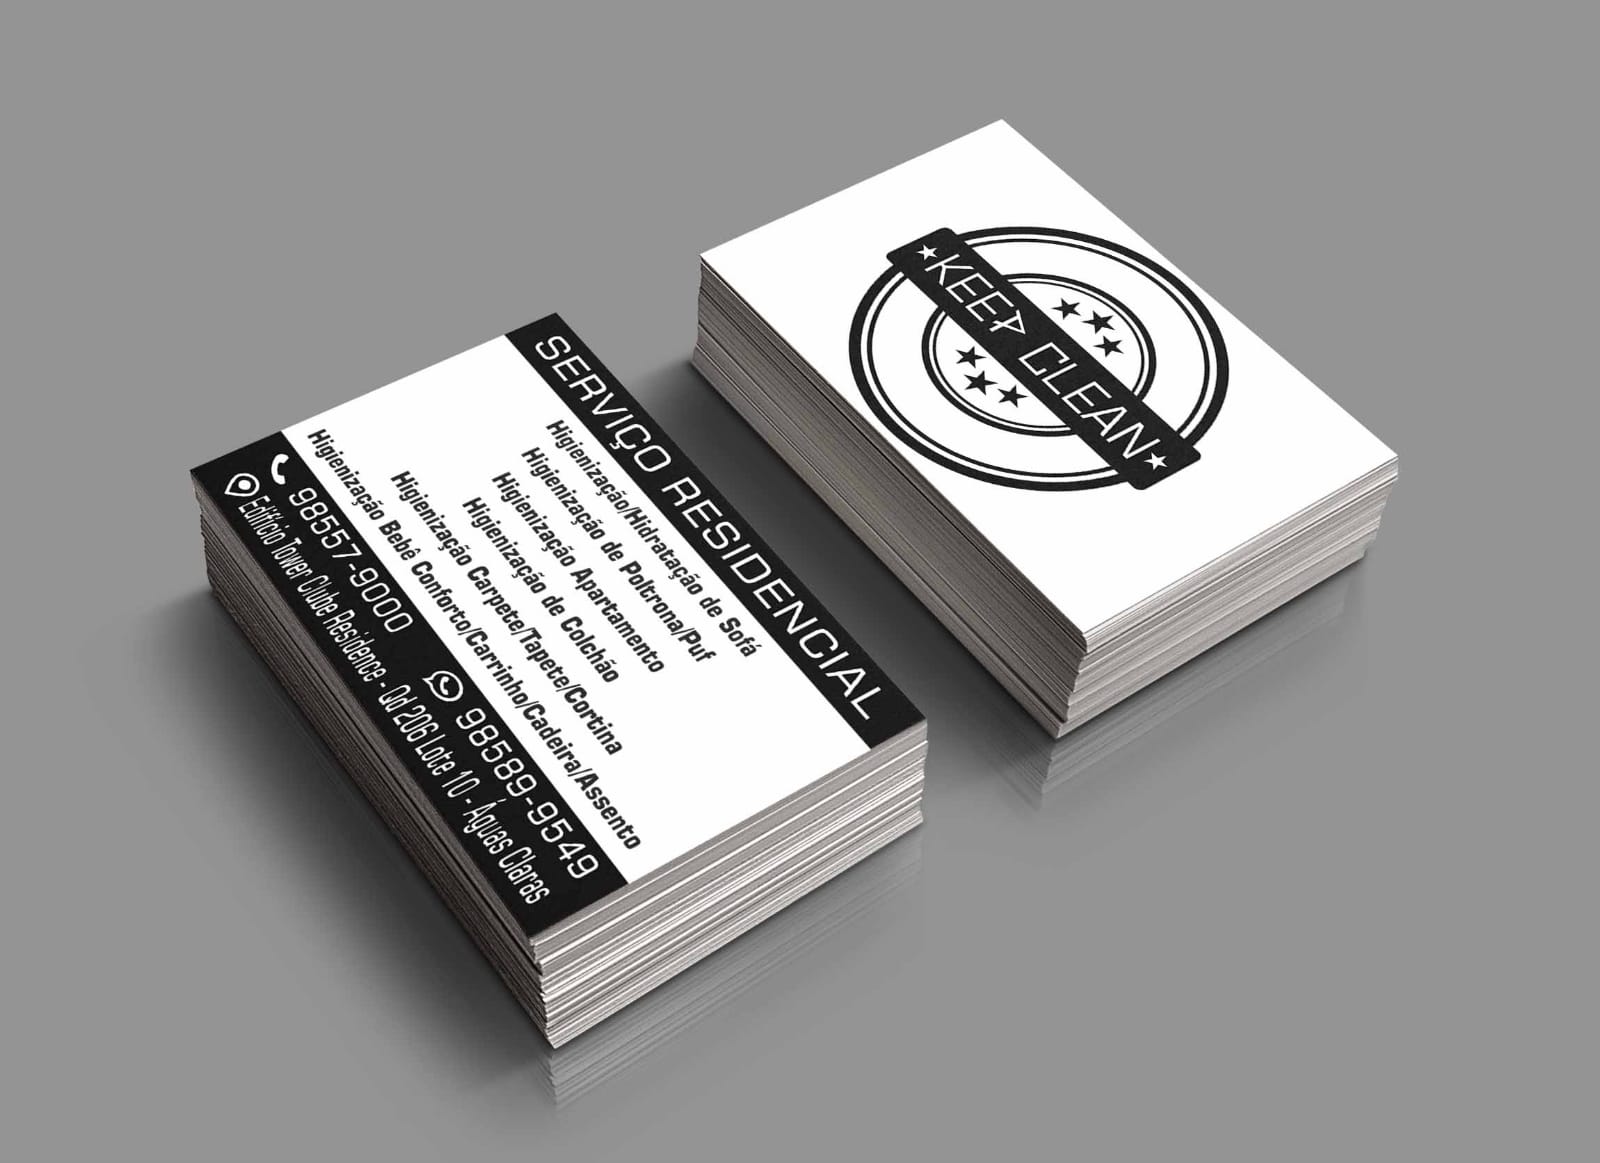 SERVIÇO RESIDENCIAL
Higienização/Hidratação de Sofá
Higienização de Poltrona/Puf
Higienização Apartamento
Higienização de Colchão
Higienização Carpete/Tapete/Cortina
Higienização Bebê Conforto/Carrinho/Cadeira/Assento
98557-9000 98589-9549
Edifício Tower Clube Residence - Qd 206 Lote 10 - Águas Claras
KEEP CLEAN